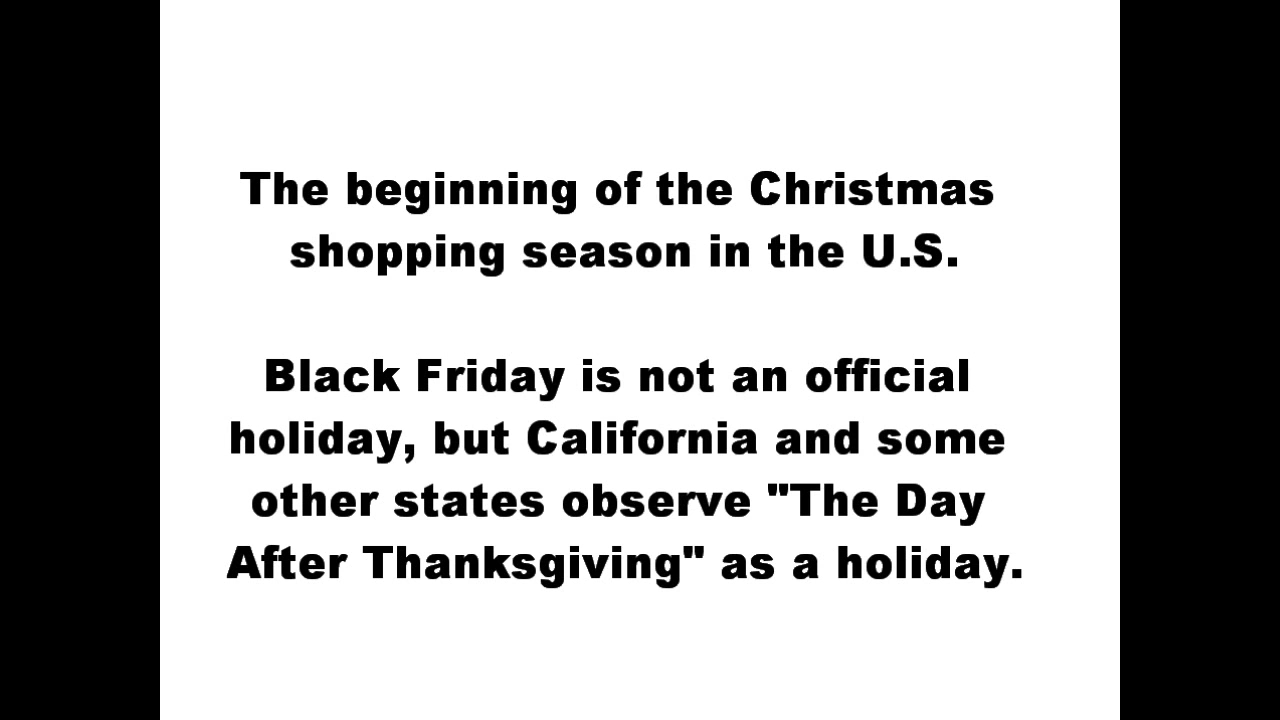 The beginning of the Christmas
shopping season in the U.S.
Black Friday is not an official
holiday, but California and some
other states observe "The Day
After Thanksgiving" as a holiday.